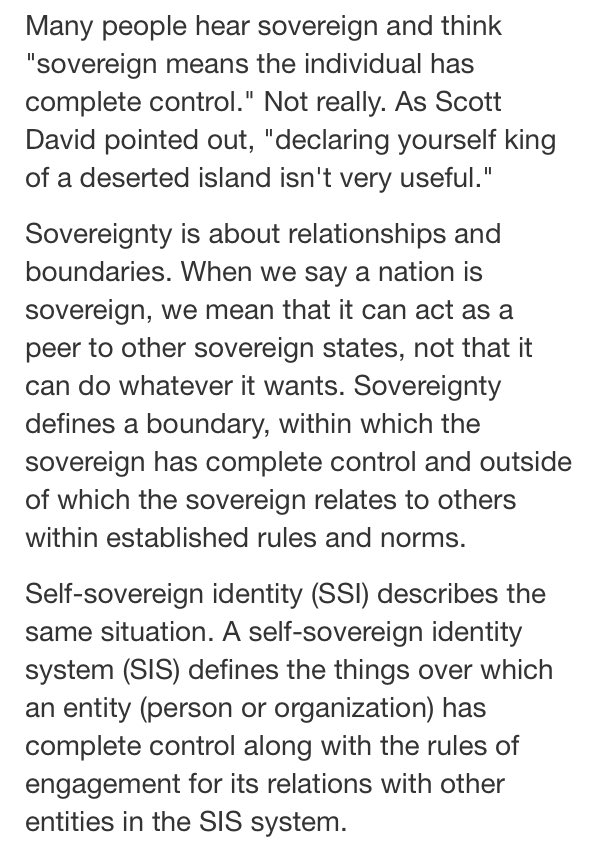 Many people hear sovereign and think
"sovereign means the individual has
complete control." Not really. As Scott
David pointed out, "declaring yourself king
of a deserted island isn't very useful."
Sovereignty is about relationships and
boundaries. When we say a nation is
sovereign, we mean that it can act as a
peer to other sovereign states, not that it
can do whatever it wants. Sovereignty
defines a boundary, within which the
sovereign has complete control and outside
of which the sovereign relates to others
within established rules and norms.
Self-sovereign identity (SSI) describes the
same situation. A self-sovereign identity
system (SIS) defines the things over which
an entity (person or organization) has
complete control along with the rules of
engagement for its relations with other
entities in the SIS system.